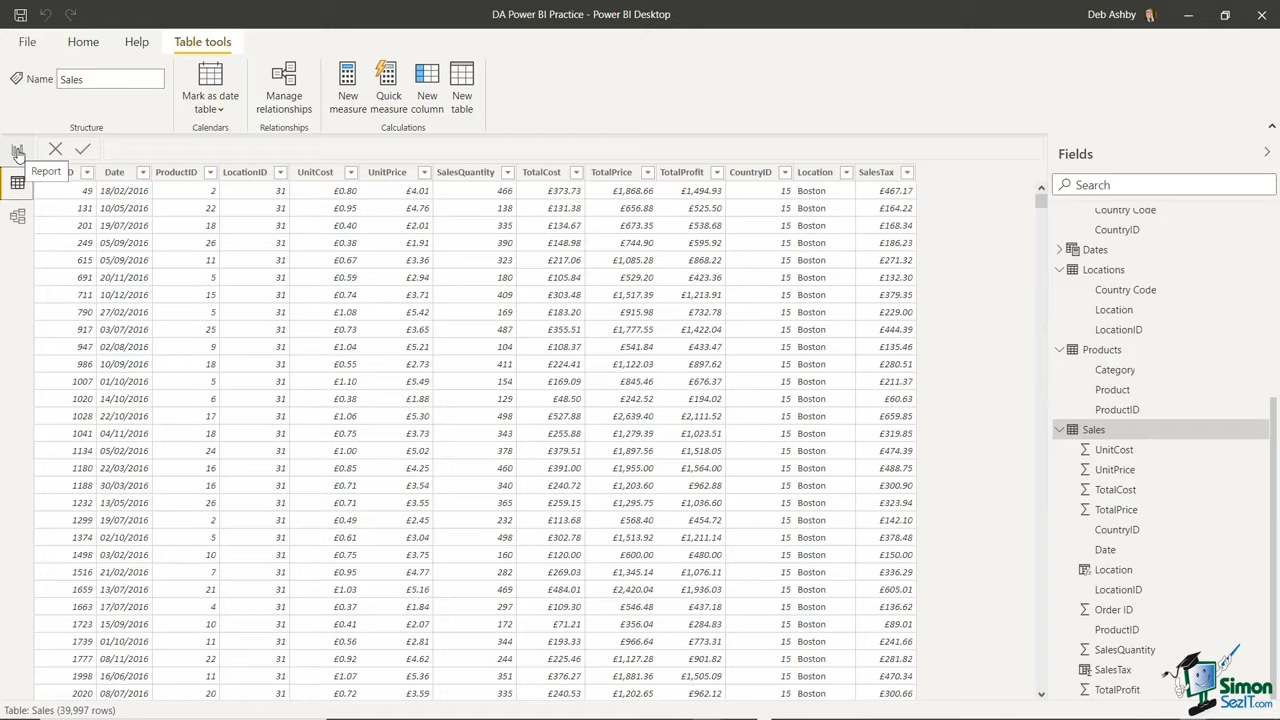 DA Power BI Practice - Power BI Desktop
Deb Ashby
File Home Help Table tools
Name Sales
Mark as date table
Manage relationships
New measure
Quick measure
New column
New table
Structure Calendars Relationships Calculations
Report
D Date ProductID LocationID UnitCost UnitPrice SalesQuantity TotalCost TotalPrice TotalProfit CountryID Location SalesTax
49 18/02/2016 2 31 £0.80 £4.01 466 £373.73 £1,868.66 £1,494.93 15 Boston £467.17
131 10/05/2016 22 31 £0.95 £4.76 138 £131.38 £656.88 £525.50 15 Boston £164.22
201 19/07/2016 18 31 £0.40 £2.01 335 £134.67 £673.35 £538.68 15 Boston £168.34
249 05/09/2016 26 31 £0.38 £1.91 390 £148.98 £744.90 £595.92 15 Boston £186.23
615 05/09/2016 11 31 £0.67 £3.36 323 £217.06 £1,085.28 £868.22 15 Boston £271.32
691 20/11/2016 5 31 £0.59 £2.94 180 £105.84 £529.20 £423.36 15 Boston £132.30
711 10/12/2016 15 31 £0.74 £3.71 409 £303.48 £1,517.39 £1,213.91 15 Boston £379.35
790 27/02/2016 5 31 £1.08 £5.42 169 £183.20 £915.98 £732.78 15 Boston £229.00
917 03/07/2016 25 31 £0.73 £3.65 487 £355.51 £1,777.55 £1,422.04 15 Boston £444.39
947 02/08/2016 9 31 £1.04 £5.21 104 £108.37 £541.84 £433.47 15 Boston £135.46
986 10/09/2016 18 31 £0.55 £2.73 411 £224.41 £1,122.03 £897.62 15 Boston £280.51
1007 01/10/2016 5 31 £1.10 £5.49 154 £169.09 £845.46 £676.37 15 Boston £211.37
1020 14/10/2016 6 31 £0.38 £1.88 129 £48.50 £242.52 £194.02 15 Boston £60.63
1028 22/10/2016 17 31 £1.06 £5.30 498 £527.88 £2,639.40 £2,111.52 15 Boston £659.85
1041 04/11/2016 18 31 £0.75 £3.73 343 £255.88 £1,279.39 £1,023.51 15 Boston £319.85
1134 05/02/2016 24 31 £1.00 £5.02 378 £379.51 £1,897.56 £1,518.05 15 Boston £474.39
1180 22/03/2016 16 31 £0.85 £4.25 460 £391.00 £1,955.00 £1,564.00 15 Boston £488.75
1188 30/03/2016 16 31 £0.71 £3.54 340 £240.72 £1,203.60 £962.88 15 Boston £300.90
1232 13/05/2016 26 31 £0.71 £3.55 365 £259.15 £1,295.75 £1,036.60 15 Boston £323.94
1299 19/07/2016 2 31 £0.49 £2.45 232 £113.68 £568.40 £454.72 15 Boston £142.10
1374 02/10/2016 5 31 £0.61 £3.04 498 £302.78 £1,513.92 £1,211.14 15 Boston £378.48
1498 03/02/2016 10 31 £0.75 £3.75 160 £120.00 £600.00 £480.00 15 Boston £150.00
1516 21/02/2016 7 31 £0.95 £4.77 282 £269.03 £1,345.14 £1,076.11 15 Boston £336.29
1659 13/07/2016 21 31 £1.03 £5.16 469 £484.01 £2,420.04 £1,936.03 15 Boston £605.01
1663 17/07/2016 4 31 £0.37 £1.84 297 £109.30 £546.48 £437.18 15 Boston £136.62
1723 15/09/2016 10 31 £0.41 £2.07 172 £71.21 £356.04 £284.83 15 Boston £89.01
1739 01/10/2016 11 31 £0.56 £2.81 344 £193.33 £966.64 £773.31 15 Boston £241.66
1777 08/11/2016 22 31 £0.92 £4.62 244 £225.46 £1,127.28 £901.82 15 Boston £281.82
1998 16/06/2016 11 31 £1.07 £5.36 351 £376.27 £1,881.36 £1,505.09 15 Boston £470.34
2020 08/07/2016 20 31 £0.72 £3.59 335 £240.53 £1,202.65 £962.12 15 Boston £300.66
Table: Sales (39,997 rows)
Fields
Search
Country Code
CountryID
Dates
Locations
Country Code
Location
LocationID
Products
Category
Product
ProductID
Sales
UnitCost
UnitPrice
TotalCost
TotalPrice
CountryID
Date
Location
LocationID
Order ID
ProductID
SalesQuantity
SalesTax
TotalProfit
Simon
SezIT.com